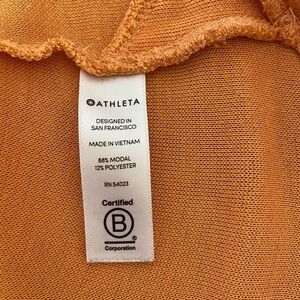 ATHLETA
DESIGNED IN
SAN FRANCISCO
MADE IN VIETNAM
88% MODAL
12% POLYESTER
RN 54023
Certified
B
®
Corporation